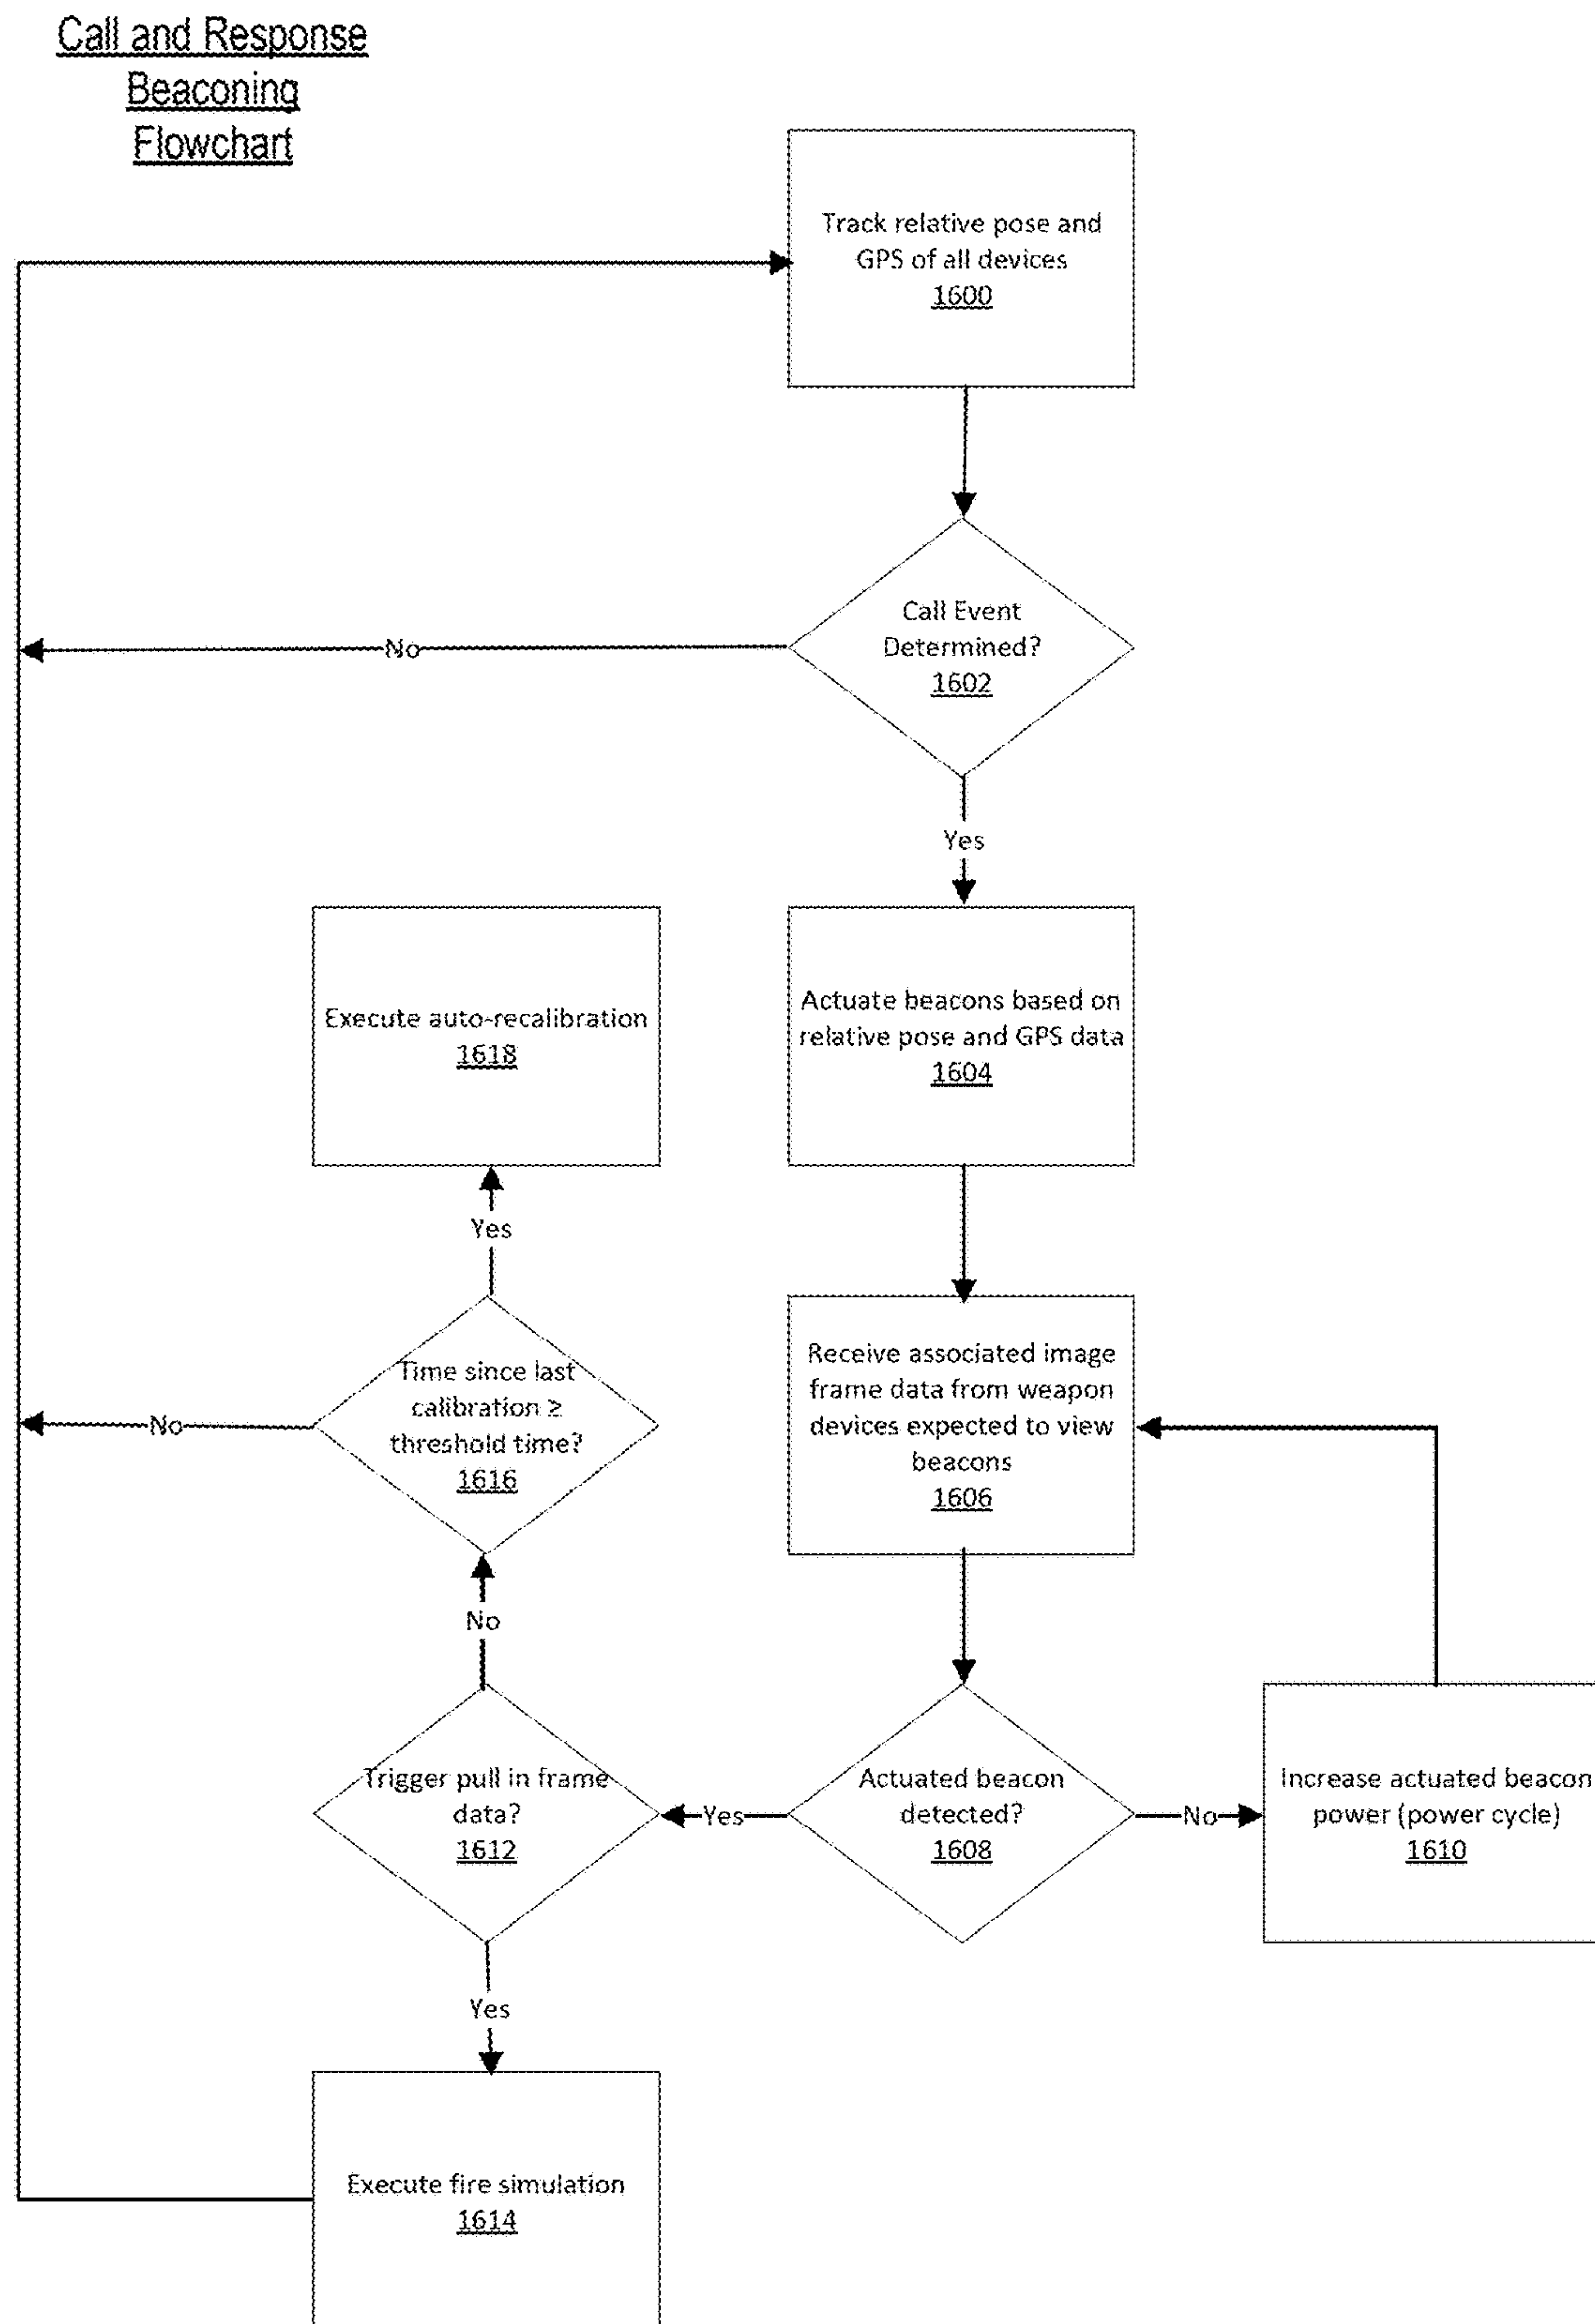 Call and Response
Beaconing
Flowchart
Track relative pose and
GPS of all devices
1600
Call Event
Determined?
1602
No
Yes
Execute auto-recalibration
1618
Actuate beacons based on
relative pose and GPS data
1604
Yes
Time since last
calibration ≥
threshold time?
1616
No
Receive associated image
frame data from weapon
devices expected to view
beacons
1606
No
Trigger pull in frame
data?
1612
Yes
Actuated beacon
detected?
1608
No
Increase actuated beacon
power (power cycle)
1610
Yes
Execute fire simulation
1614